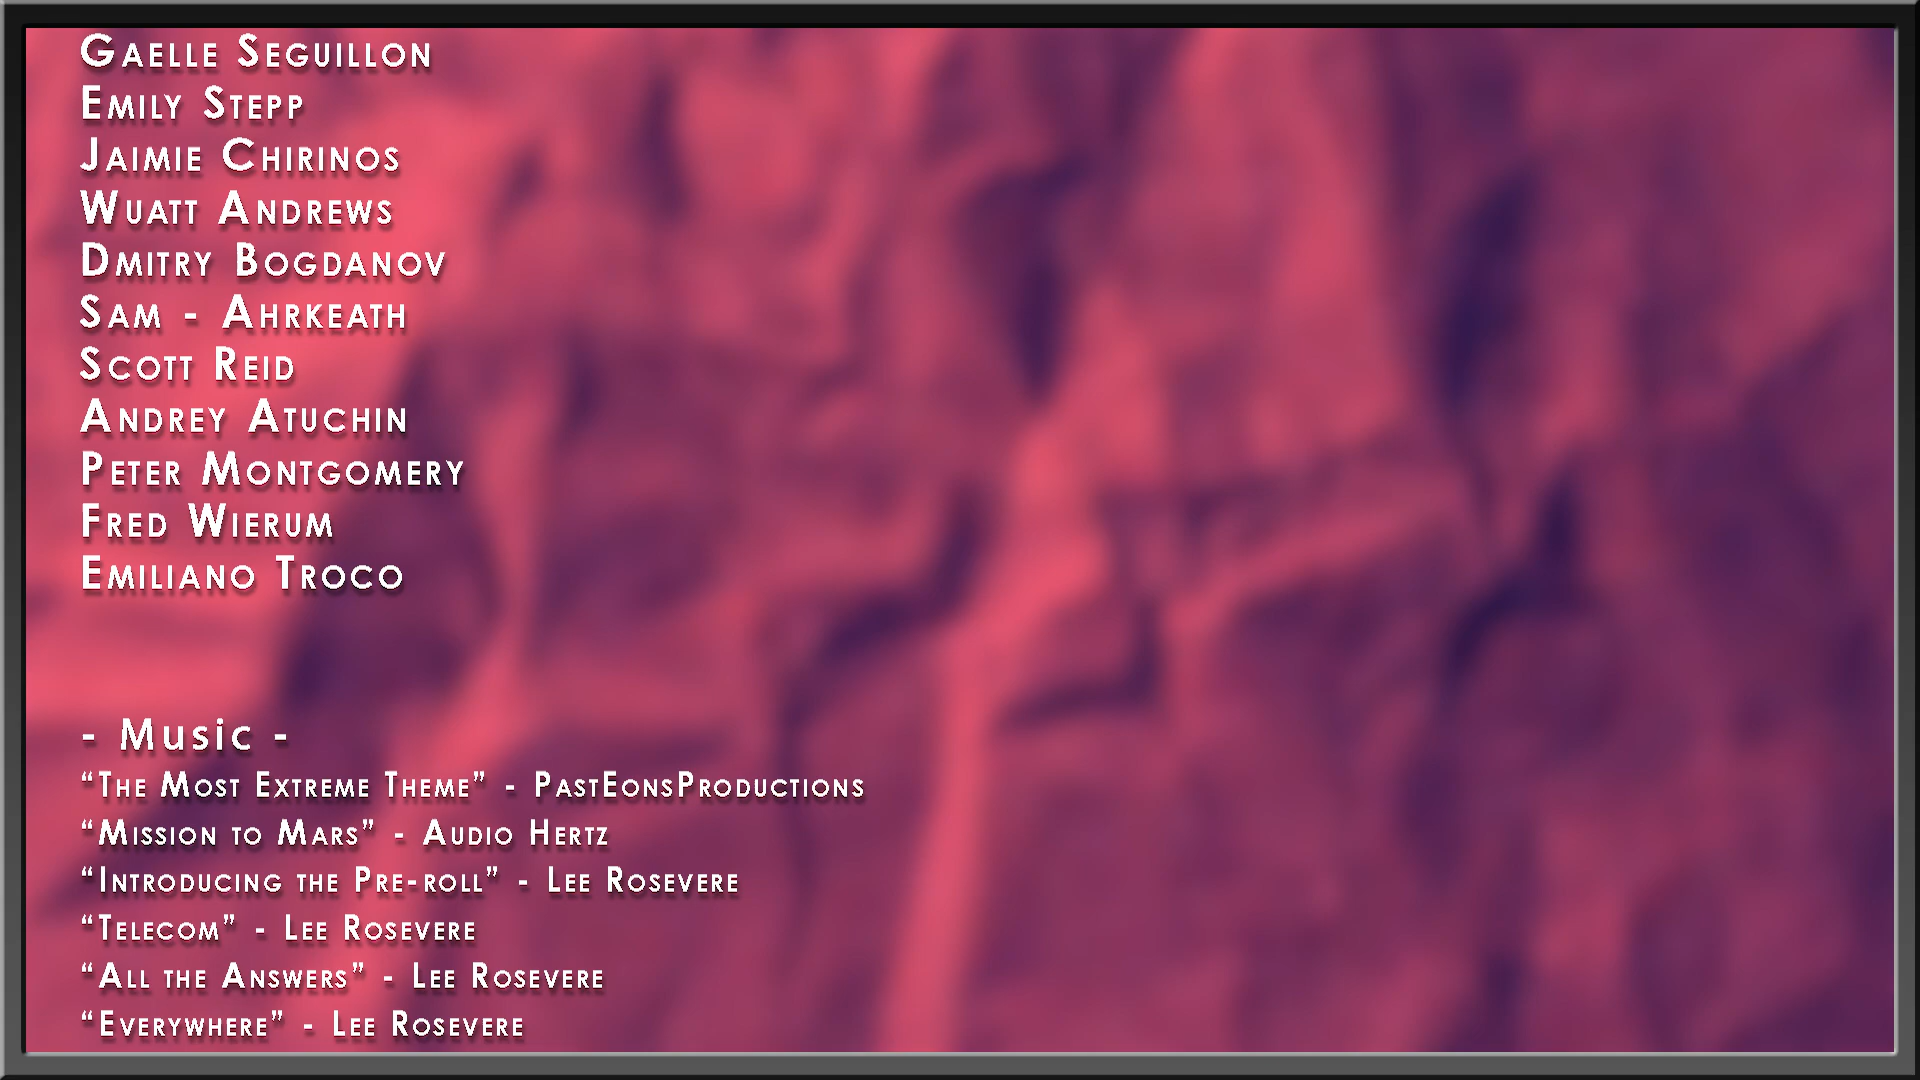 Gaelle Seguillon
Emily Stepp
Jaimie Chirinos
Wuatt Andrews
Dmitry Bogdanov
Sam - Ahrkeath
Scott Reid
Andrey Atuchin
Peter Montgomery
Fred Wierum
Emiliano Troco
- Music -
“The Most Extreme Theme” - PastEonsProductions
“Mission to Mars” - Audio Hertz
“Introducing the Pre-roll” - Lee Rosevere
“Telecom” - Lee Rosevere
“All the Answers” - Lee Rosevere
“Everywhere” - Lee Rosevere